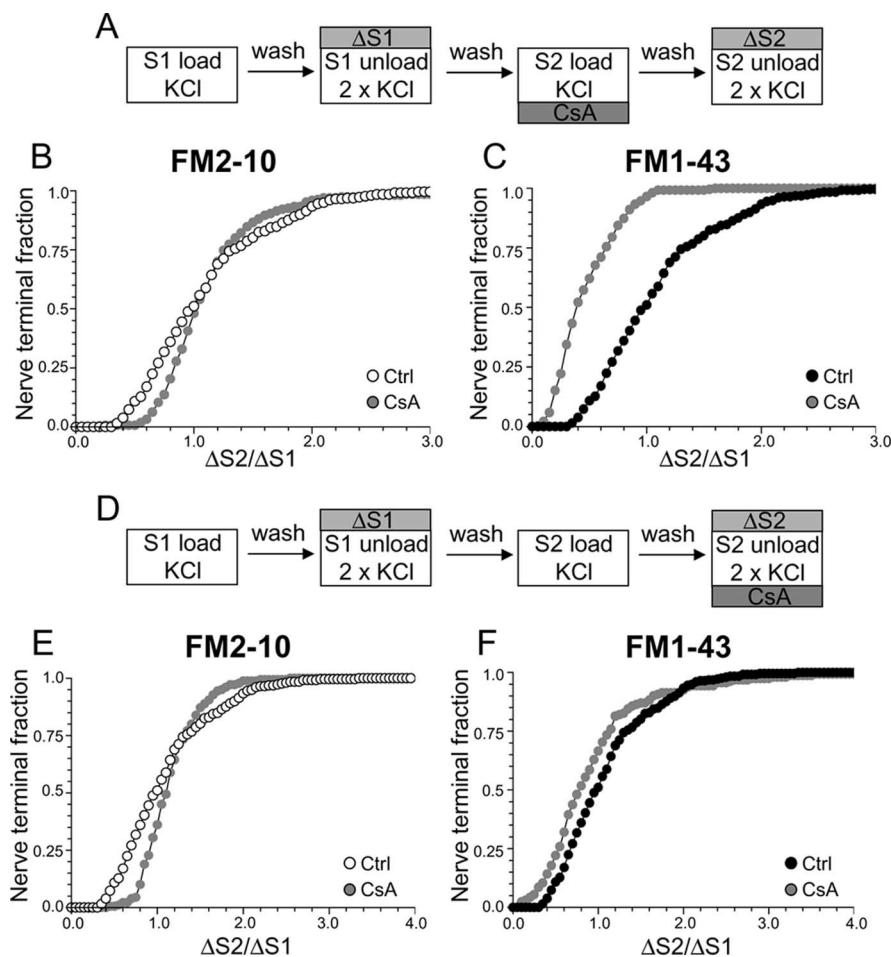 A
S1 load
KCl
wash
ΔS1
S1 unload
2 x KCl
wash
S2 load
KCl
CsA
wash
ΔS2
S2 unload
2 x KCl
B
FM2-10
Nerve terminal fraction
1.0
0.75
0.5
0.25
0.0
0.0 1.0 2.0 3.0
ΔS2/ΔS1
Ctrl
CsA
C
FM1-43
Nerve terminal fraction
1.0
0.75
0.5
0.25
0.0
0.0 1.0 2.0 3.0
ΔS2/ΔS1
Ctrl
CsA
D
S1 load
KCl
wash
ΔS1
S1 unload
2 x KCl
wash
S2 load
KCl
wash
ΔS2
S2 unload
2 x KCl
CsA
E
FM2-10
Nerve terminal fraction
1.0
0.75
0.5
0.25
0.0
0.0 1.0 2.0 3.0 4.0
ΔS2/ΔS1
Ctrl
CsA
F
FM1-43
Nerve terminal fraction
1.0
0.75
0.5
0.25
0.0
0.0 1.0 2.0 3.0 4.0
ΔS2/ΔS1
Ctrl
CsA